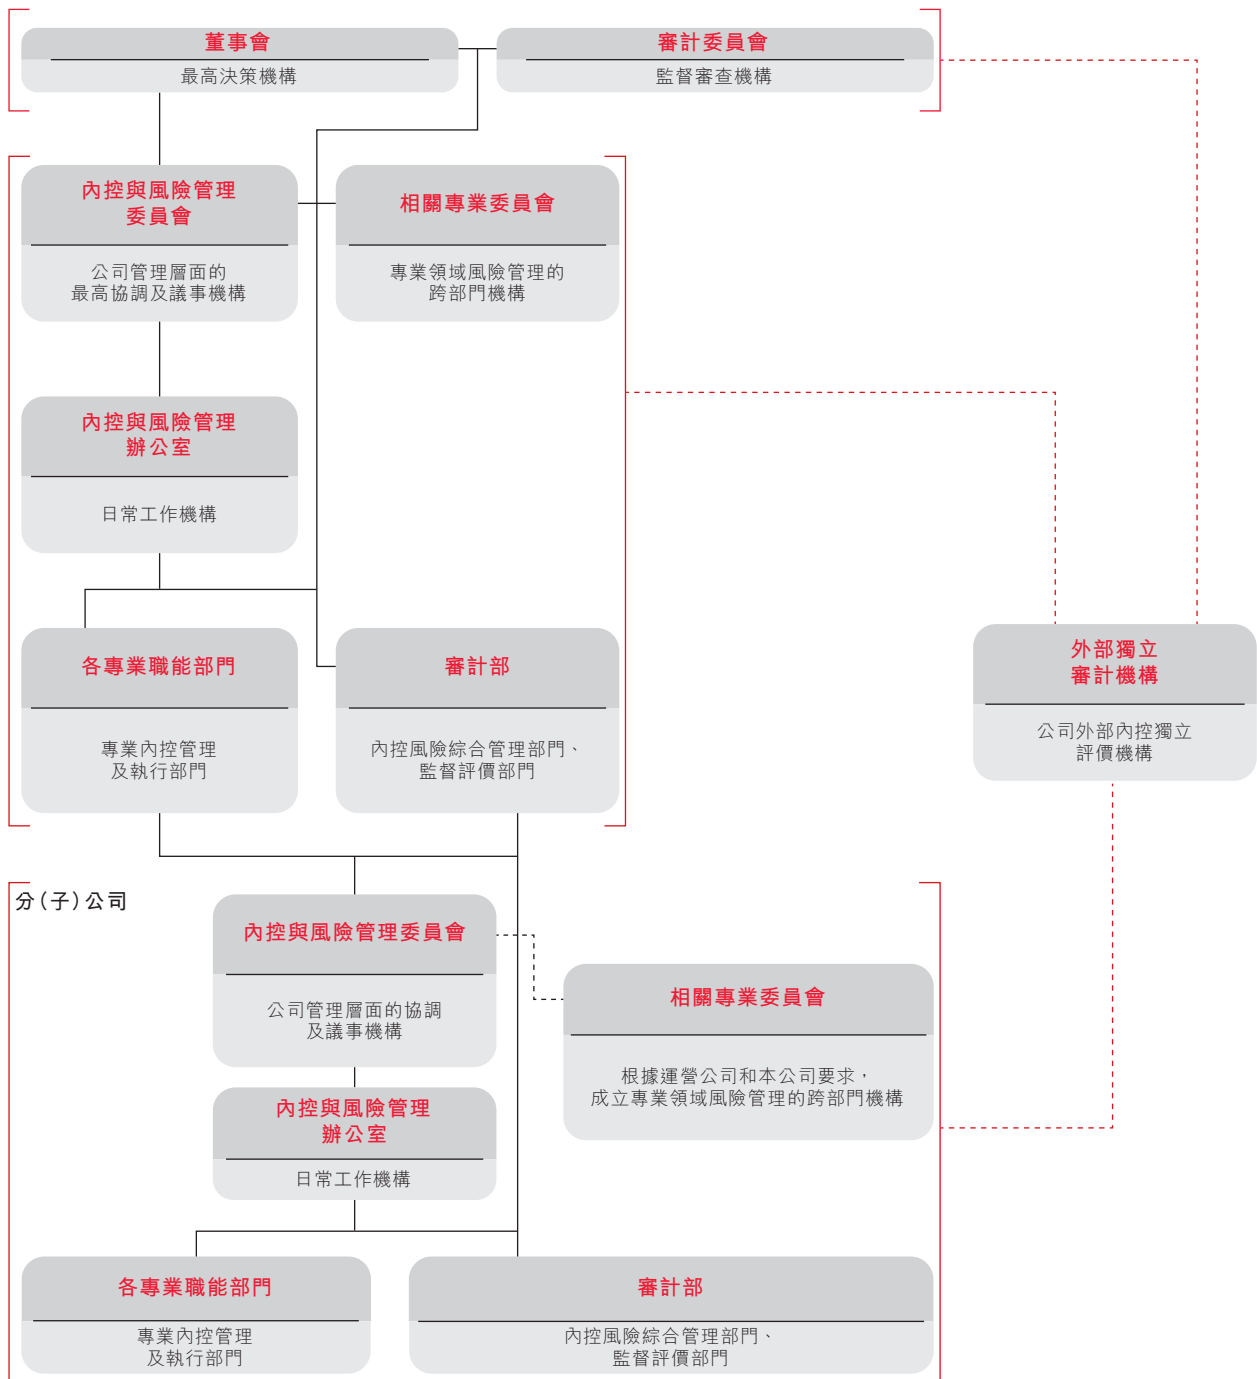 董事會
最高決策機構
審計委員會
監督審查機構
內控與風險管理
委員會
公司管理層面的
最高協調及議事機構
相關專業委員會
專業領域風險管理的
跨部門機構
內控與風險管理
辦公室
日常工作機構
各專業職能部門
專業內控管理
及執行部門
審計部
內控風險綜合管理部門、
監督評價部門
外部獨立
審計機構
公司外部內控獨立
評價機構
分(子)公司
內控與風險管理委員會
公司管理層面的協調
及議事機構
相關專業委員會
根據運營公司和本公司要求，
成立專業領域風險管理的跨部門機構
內控與風險管理
辦公室
日常工作機構
各專業職能部門
專業內控管理
及執行部門
審計部
內控風險綜合管理部門、
監督評價部門